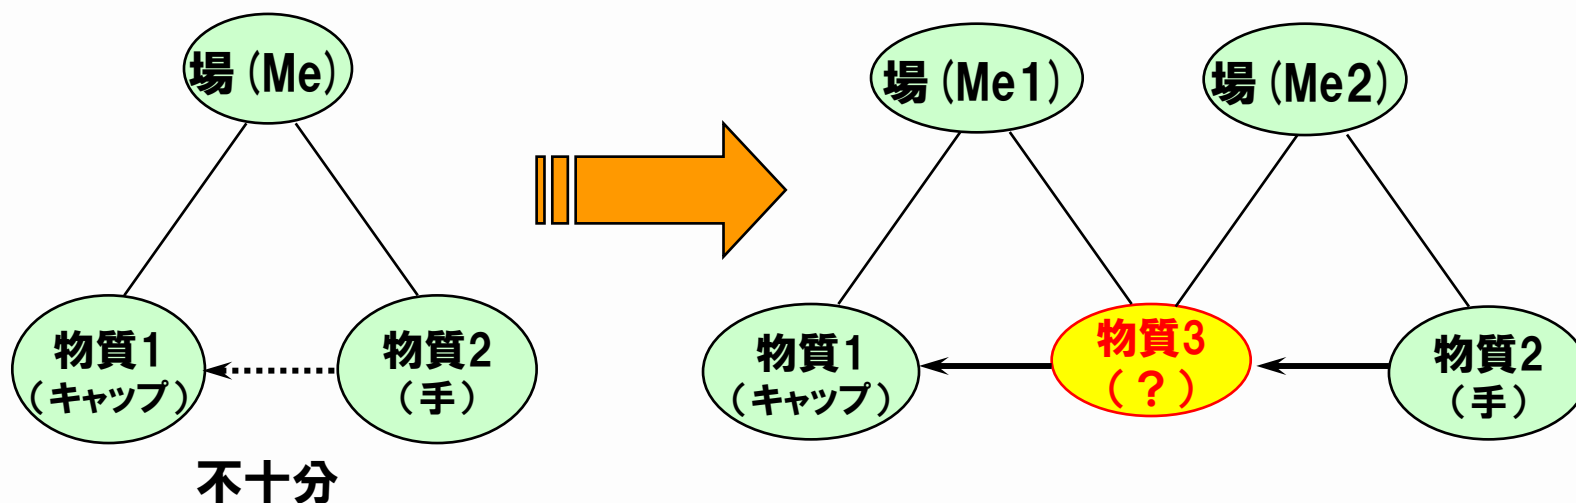 場(Me)
物質1
(キャップ)
物質2
(手)
不十分
場(Me1)
場(Me2)
物質1
(キャップ)
物質3
(?)
物質2
(手)